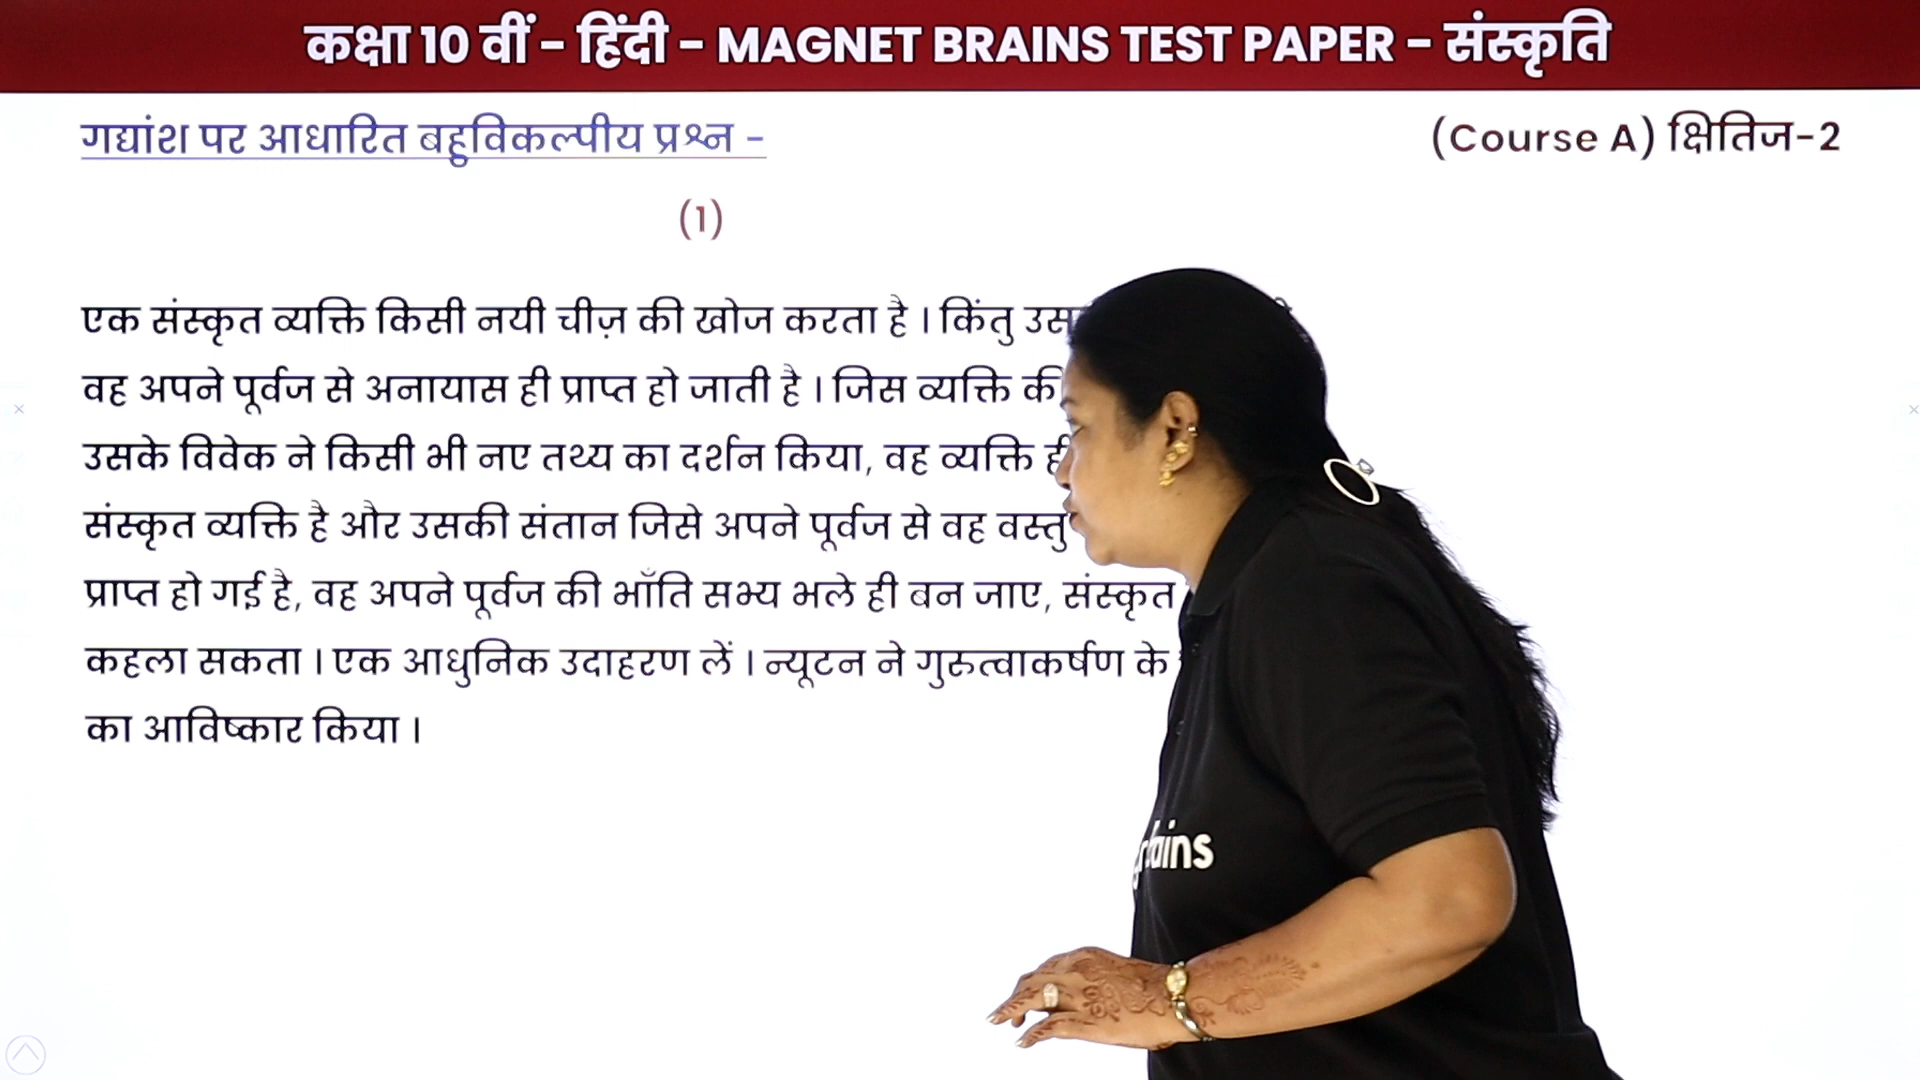 कक्षा 10 वीं – हिंदी – MAGNET BRAINS TEST PAPER – संस्कृति
गद्यांश पर आधारित बहुविकल्पीय प्रश्न –
(Course A) क्षितिज-2
(1)
एक संस्कृत व्यक्ति किसी नयी चीज़ की खोज करता है । किंतु
वह अपने पूर्वज से अनायास ही प्राप्त हो जाती है । जिस व्यक्ति की
उसके विवेक ने किसी भी नए तथ्य का दर्शन किया, वह व्यक्ति
संस्कृत व्यक्ति है और उसकी संतान जिसे अपने पूर्वज से वह वस्तु
प्राप्त हो गई है, वह अपने पूर्वज की भाँति सभ्य भले ही बन जाए, संस्कृत
कहला सकता । एक आधुनिक उदाहरण लें । न्यूटन ने गुरुत्वाकर्षण के
का आविष्कार किया ।